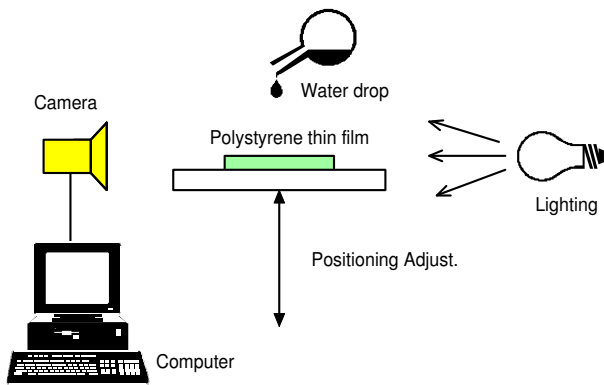 Water drop
Camera
Polystyrene thin film
Lighting
Positioning Adjust.
Computer